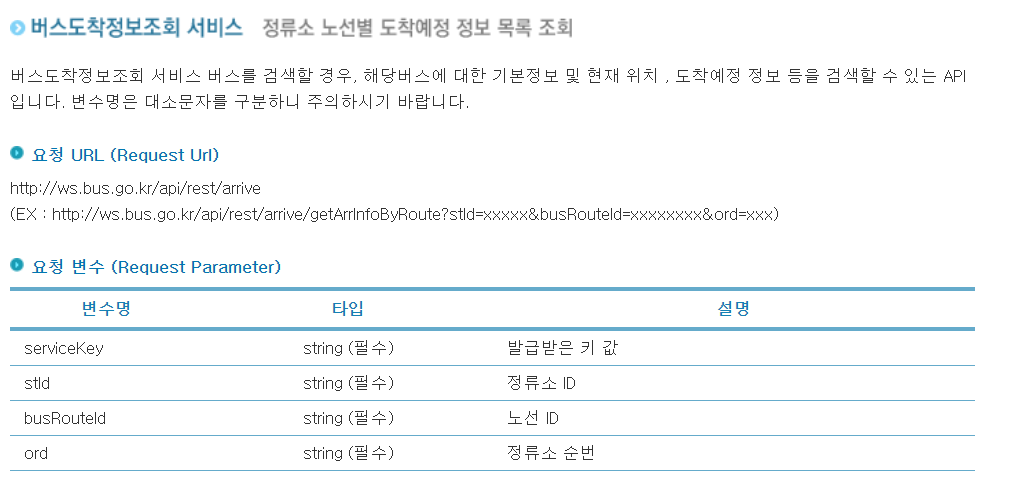 버스도착정보조회 서비스 정류소 노선별 도착예정 정보 목록 조회
버스도착정보조회 서비스 버스를 검색할 경우, 해당버스에 대한 기본정보 및 현재 위치 , 도착예정 정보 등을 검색할 수 있는 API
입니다. 변수명은 대소문자를 구분하니 주의하시기 바랍니다.
요청 URL (Request Url)
http://ws.bus.go.kr/api/rest/arrive
(EX : http://ws.bus.go.kr/api/rest/arrive/getArrInfoByRoute?stId=xxxxx&busRouteId=xxxxxxxx&ord=xxx)
요청 변수 (Request Parameter)
변수명 타입 설명
serviceKey string (필수) 발급받은 키 값
stId string (필수) 정류소 ID
busRouteId string (필수) 노선 ID
ord string (필수) 정류소 순번